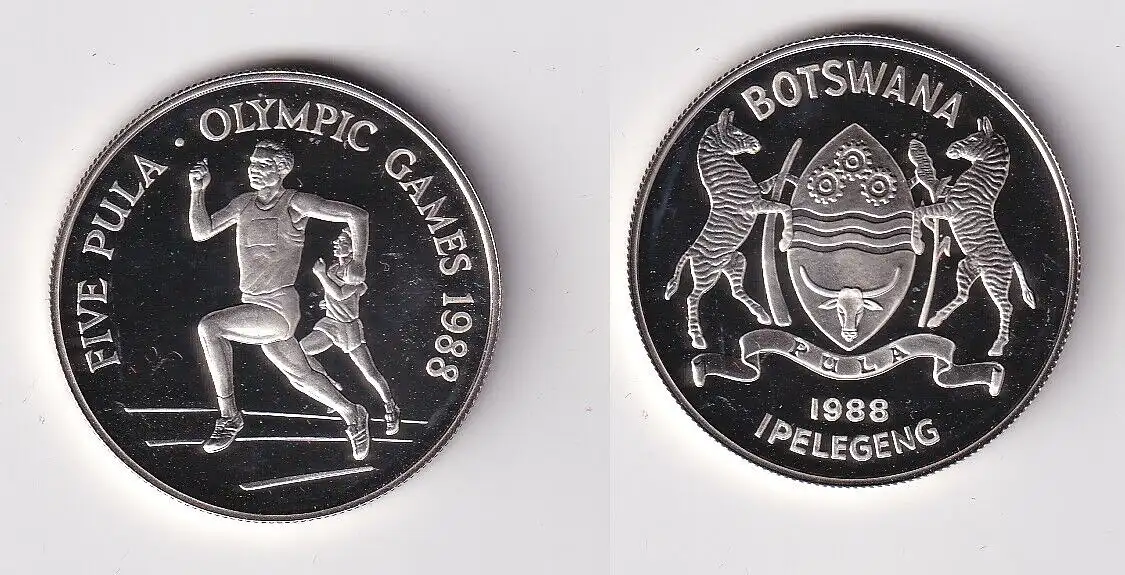 FIVE PULA · OLYMPIC GAMES 1988
BOTSWANA
PULA
1988
IPELEGENG